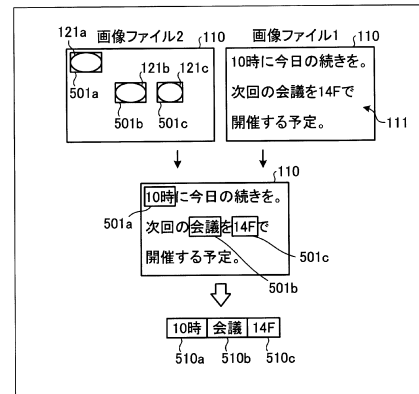 画像ファイル2
画像ファイル1
121a
110
110
121b
121c
501a
501b
501c
10時に今日の続きを。
次回の会議を14Fで
開催する予定。
111
110
10時に今日の続きを。
次回の会議を14Fで
開催する予定。
501a
501c
501b
10時 会議 14F
510a 510b 510c